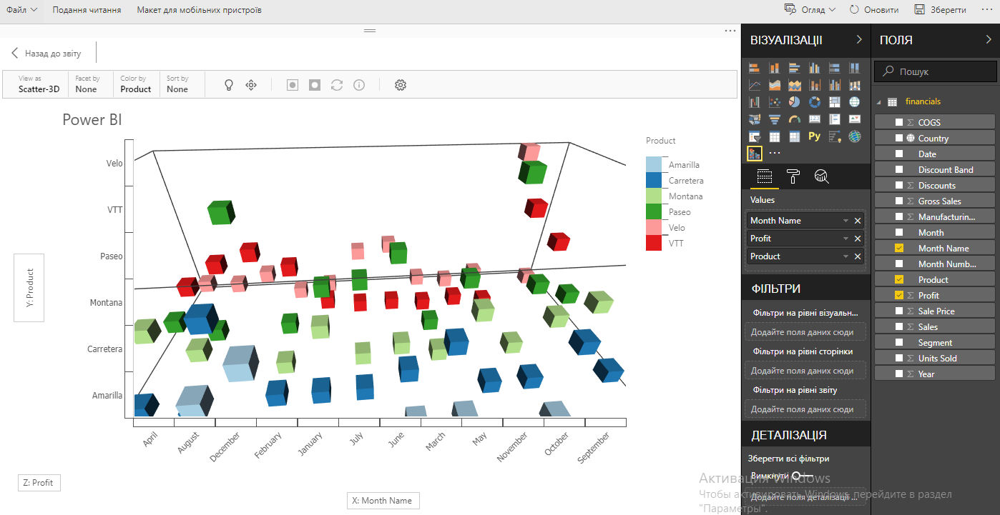 Файл
Подання читання
Макет для мобільних пристроїв
Огляд
Оновити
Зберегти
Назад до звіту
View as
Scatter-3D
Facet by
None
Color by
Product
Sort by
None
Power BI
Velo
VTT
Paseo
Montana
Carretera
Amarilla
Y: Product
April
August
December
February
January
July
June
March
May
November
October
September
Z: Profit
X: Month Name
Product
Amarilla
Carretera
Montana
Paseo
Velo
VTT
ВІЗУАЛІЗАЦІЇ
123
Py
Values
Month Name
Profit
Product
ФІЛЬТРИ
Фільтри на рівні візуальн...
Додайте поля даних сюди
Фільтри на рівні сторінки
Додайте поля даних сюди
Фільтри на рівні звіту
Додайте поля даних сюди
ДЕТАЛІЗАЦІЯ
Зберегти всі фільтри
Вимкнути
Додайте поля деталізації ...
ПОЛЯ
Пошук
financials
Σ COGS
Country
Date
Discount Band
Σ Discounts
Σ Gross Sales
Σ Manufacturin...
Month
Month Name
Month Numb...
Product
Σ Profit
Σ Sale Price
Σ Sales
Segment
Σ Units Sold
Σ Year
Активация Windows
Чтобы активировать Windows, перейдите в раздел
"Параметры".